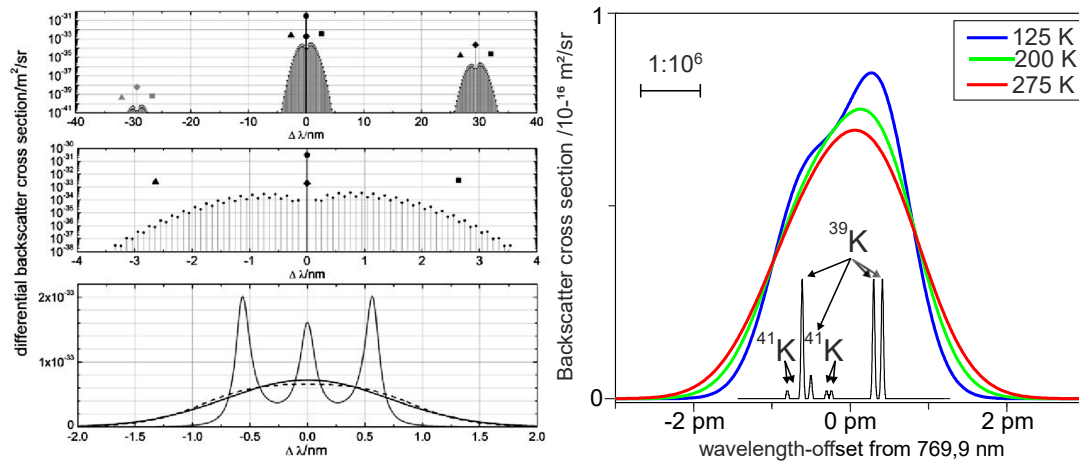 differential backscatter cross section/m²/sr
10⁻³¹
10⁻³³
10⁻³⁵
10⁻³⁷
10⁻³⁹
10⁻⁴¹
-40 -30 -20 -10 0 10 20 30 40
Δ λ/nm
10⁻³⁰
10⁻³¹
10⁻³²
10⁻³³
10⁻³⁴
10⁻³⁵
10⁻³⁶
10⁻³⁷
10⁻³⁸
-4 -3 -2 -1 0 1 2 3 4
Δ λ/nm
2x10⁻³³
1x10⁻³³
0
-2.0 -1.5 -1.0 -0.5 0.0 0.5 1.0 1.5 2.0
Δ λ/nm
Backscatter cross section /10⁻¹⁶ m²/sr
1
0
1:10⁶
125 K
200 K
275 K
³⁹K
⁴¹K ⁴¹K
-2 pm 0 pm 2 pm
wavelength-offset from 769,9 nm